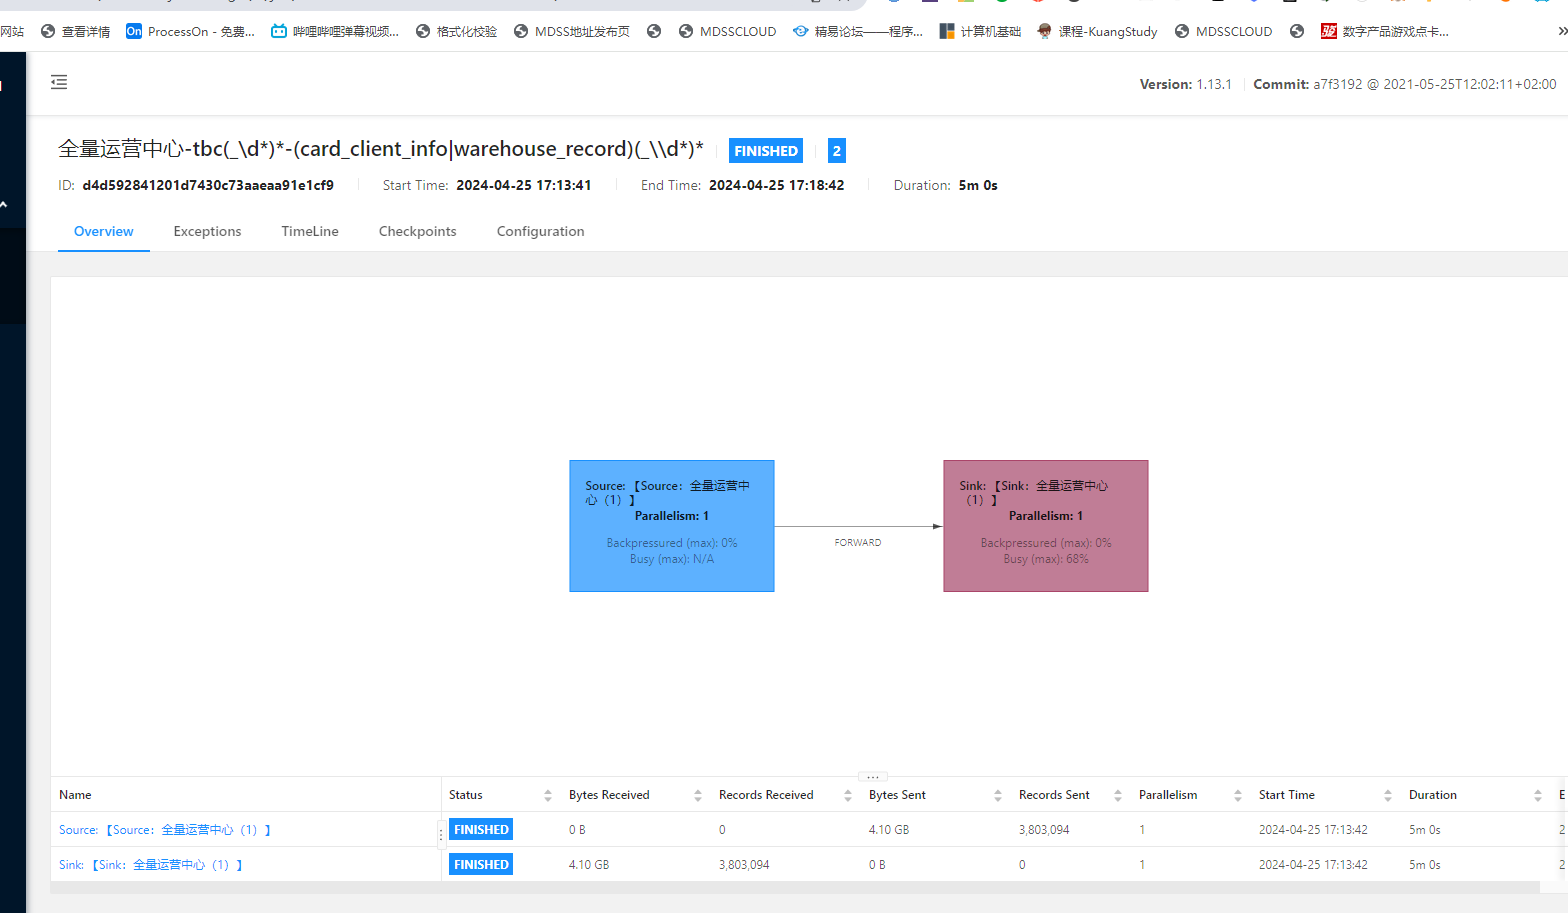 网站 查看详情 On ProcessOn - 免费... 哔哩哔哩弹幕视频... 格式化校验 MDSS地址发布页 MDSSCLOUD 精易论坛——程序... 计算机基础 课程-KuangStudy MDSSCLOUD 数字产品游戏点卡... »
Version: 1.13.1 Commit: a7f3192 @ 2021-05-25T12:02:11+02:00
全量运营中心-tbc(_\d*)*-(card_client_info|warehouse_record)(_\\d*)* FINISHED 2
ID: d4d592841201d7430c73aaeaa91e1cf9 Start Time: 2024-04-25 17:13:41 End Time: 2024-04-25 17:18:42 Duration: 5m 0s
Overview Exceptions TimeLine Checkpoints Configuration
Source: 【Source：全量运营中
心（1）】
Parallelism: 1
Backpressured (max): 0%
Busy (max): N/A
FORWARD
Sink: 【Sink：全量运营中心
（1）】
Parallelism: 1
Backpressured (max): 0%
Busy (max): 68%
Name Status Bytes Received Records Received Bytes Sent Records Sent Parallelism Start Time Duration E
Source: 【Source：全量运营中心（1）】 FINISHED 0 B 0 4.10 GB 3,803,094 1 2024-04-25 17:13:42 5m 0s 2
Sink: 【Sink：全量运营中心（1）】 FINISHED 4.10 GB 3,803,094 0 B 0 1 2024-04-25 17:13:42 5m 0s 2